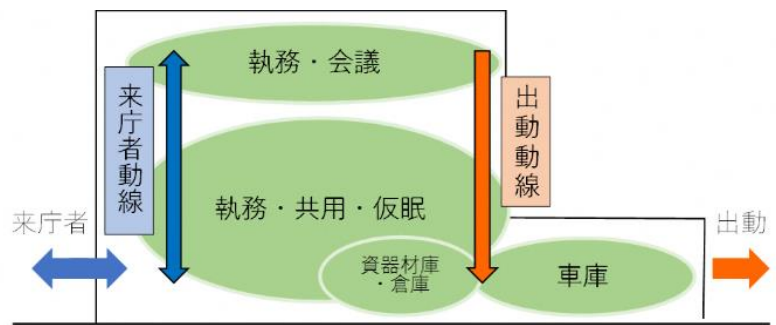 執務・会議
来庁者動線
出動動線
執務・共用・仮眠
来庁者
出動
資器材庫
・倉庫
車庫